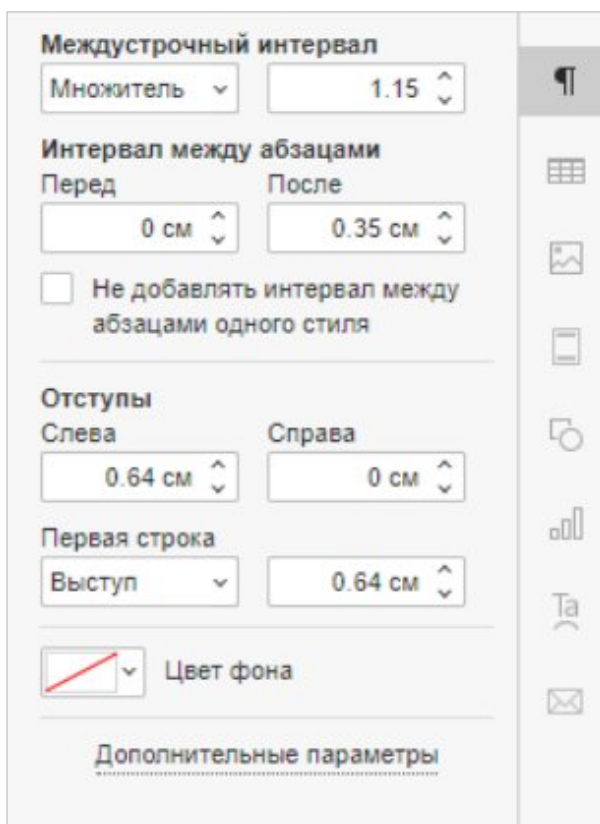 Междустрочный интервал
Множитель 1.15
Интервал между абзацами
Перед После
0 см 0.35 см
Не добавлять интервал между
абзацами одного стиля
Отступы
Слева Справа
0.64 см 0 см
Первая строка
Выступ 0.64 см
Цвет фона
Дополнительные параметры
Ta